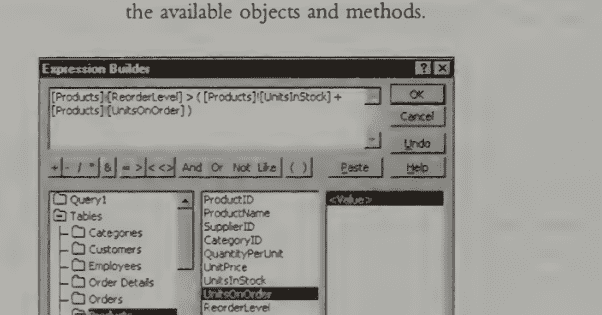 the available objects and methods.
Expression Builder
[Products]![ReorderLevel] > ( [Products]![UnitsInStock] +
[Products]![UnitsOnOrder] )
OK
Cancel
Undo
+ - / * & = > < <> And Or Not Like ( ) Paste Help
Query1
Tables
Categories
Customers
Employees
Order Details
Orders
Products
ProductID
ProductName
SupplierID
CategoryID
QuantityPerUnit
UnitPrice
UnitsInStock
UnitsOnOrder
ReorderLevel
<Value>